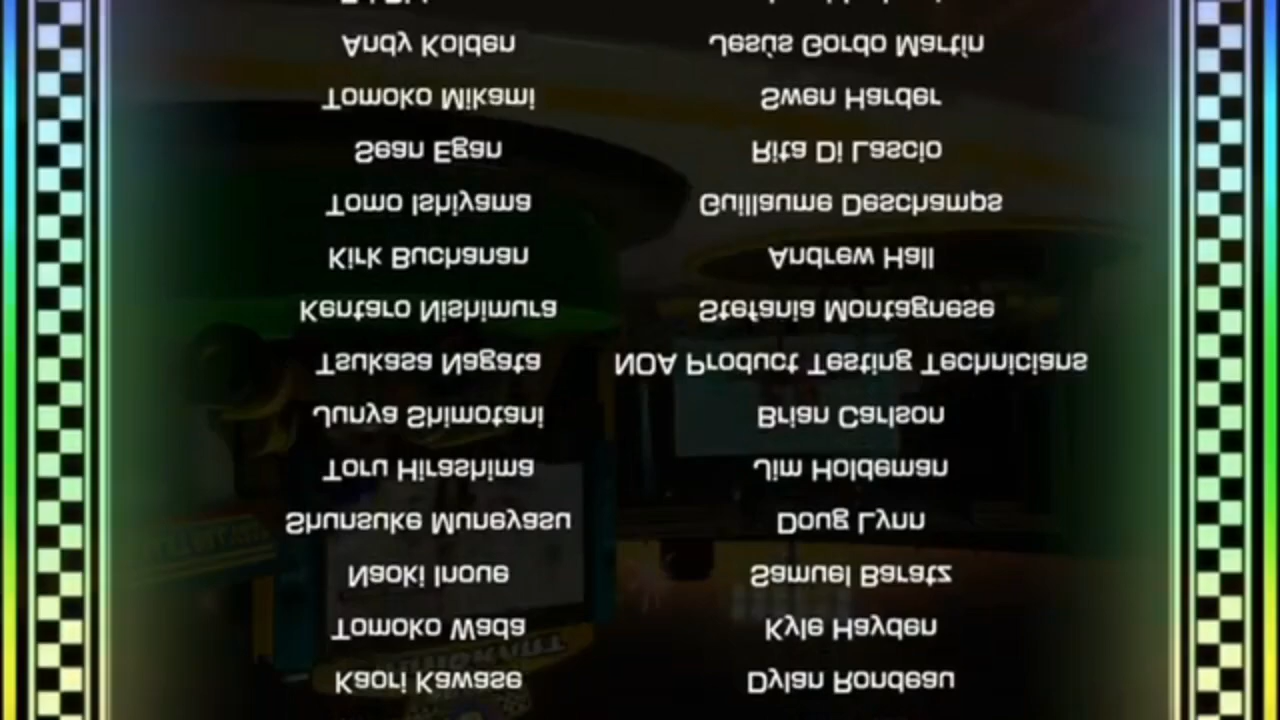 Kaori Kawase
Tomoko Wada
Naoki Inoue
Shunsuke Muneyasu
Toru Hirashima
Junya Shimotani
Tsukasa Nagata
Kentaro Nishimura
Kirk Buchanan
Tomo Ishiyama
Sean Egan
Tomoko Mikami
Andy Kolden
Dylan Rondeau
Kyle Hayden
Samuel Baratz
Doug Lynn
Jim Holdeman
Brian Carlson
NOA Product Testing Technicians
Stefania Montagnese
Andrew Hall
Guillaume Deschamps
Rita Di Lascio
Swen Harder
Jesús Gordo Martín